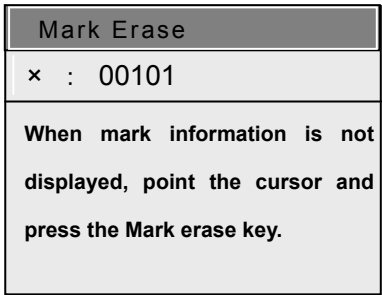 Mark Erase
× : 00101
When mark information is not
displayed, point the cursor and
press the Mark erase key.